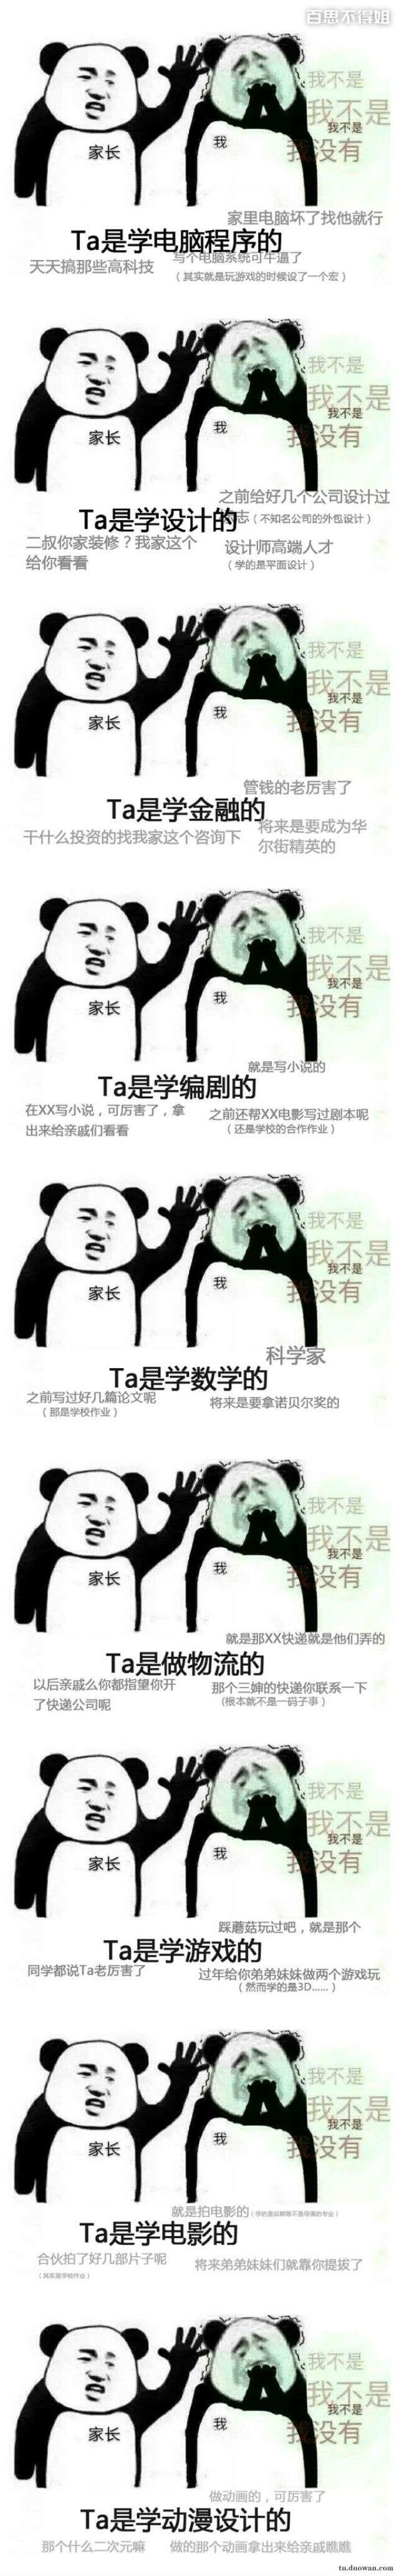 百思不得姐
我不是
我不是
我不是
我没有
家长
我
家里电脑坏了找他就行
Ta是学电脑程序的
天天搞那些高科技
写个电脑系统可牛逼了
（其实就是玩游戏的时候设了一个宏）
我不是
我不是
我不是
我没有
家长
我
之前给好几个公司设计过
标志（不知名公司的外包设计）
Ta是学设计的
二叔你家装修？我家这个
给你看看
设计师高端人才
（学的是平面设计）
我不是
我不是
我不是
我没有
家长
我
管钱的老厉害了
Ta是学金融的
干什么投资的找我家这个咨询下
将来是要成为华
尔街精英的
我不是
我不是
我不是
我没有
家长
我
就是写小说的
Ta是学编剧的
在XX写小说，可厉害了，拿
出来给亲戚们看看
之前还帮XX电影写过剧本呢
（还是学校的合作作业）
我不是
我不是
我不是
我没有
家长
我
科学家
Ta是学数学的
之前写过好几篇论文呢
（那是学校作业）
将来是要拿诺贝尔奖的
我不是
我不是
我不是
我没有
家长
我
就是那XX快递就是他们弄的
Ta是做物流的
以后亲戚么你都指望你开
了快递公司呢
那个三婶的快递你联系一下
(根本就不是一码子事）
我不是
我不是
我不是
我没有
家长
我
踩蘑菇玩过吧，就是那个
Ta是学游戏的
同学都说Ta老厉害了
过年给你弟弟妹妹做两个游戏玩
（然而学的是3D......）
我不是
我不是
我不是
我没有
家长
我
就是拍电影的（学的是后期等不是导演的专业）
Ta是学电影的
合伙拍了好几部片子呢
（其实是学校作业）
将来弟弟妹妹们就靠你提拔了
我不是
我不是
我不是
我没有
家长
我
做动画的，可厉害了
Ta是学动漫设计的
那个什么二次元嘛
做的那个动画拿出来给亲戚瞧瞧
tu.duowan.com